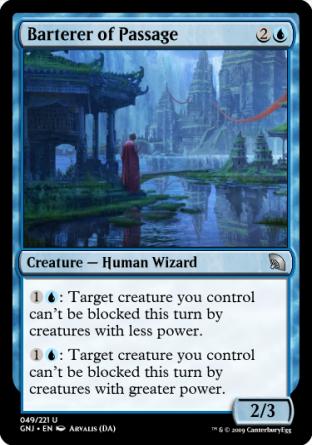 Barterer of Passage 2
Creature — Human Wizard
1 : Target creature you control
can't be blocked this turn by
creatures with less power.
1 : Target creature you control
can't be blocked this turn by
creatures with greater power.
2/3
049/221 U
GNJ • EN ARVALIS (DA)
™ & © 2019 CanterburyEgg